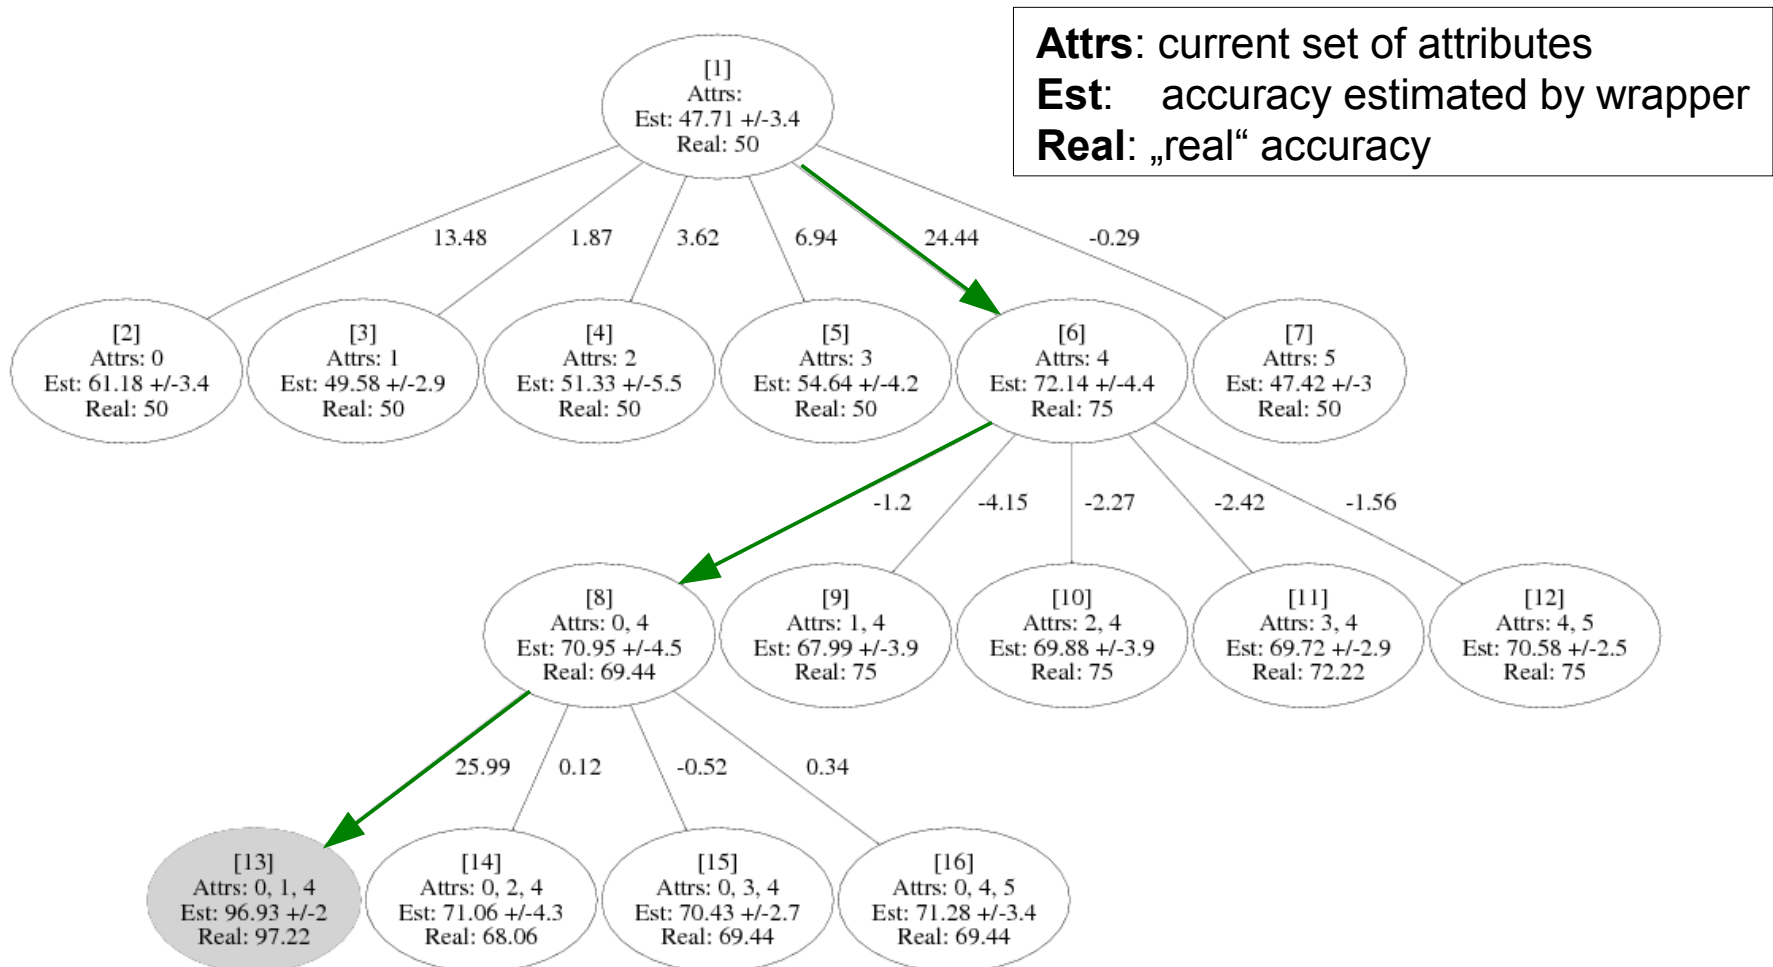 Attrs: current set of attributes
Est: accuracy estimated by wrapper
Real: „real“ accuracy
[1]
Attrs:
Est: 47.71 +/-3.4
Real: 50
13.48
1.87
3.62
6.94
24.44
-0.29
[2]
Attrs: 0
Est: 61.18 +/-3.4
Real: 50
[3]
Attrs: 1
Est: 49.58 +/-2.9
Real: 50
[4]
Attrs: 2
Est: 51.33 +/-5.5
Real: 50
[5]
Attrs: 3
Est: 54.64 +/-4.2
Real: 50
[6]
Attrs: 4
Est: 72.14 +/-4.4
Real: 75
[7]
Attrs: 5
Est: 47.42 +/-3
Real: 50
-1.2
-4.15
-2.27
-2.42
-1.56
[8]
Attrs: 0, 4
Est: 70.95 +/-4.5
Real: 69.44
[9]
Attrs: 1, 4
Est: 67.99 +/-3.9
Real: 75
[10]
Attrs: 2, 4
Est: 69.88 +/-3.9
Real: 75
[11]
Attrs: 3, 4
Est: 69.72 +/-2.9
Real: 72.22
[12]
Attrs: 4, 5
Est: 70.58 +/-2.5
Real: 75
25.99
0.12
-0.52
0.34
[13]
Attrs: 0, 1, 4
Est: 96.93 +/-2
Real: 97.22
[14]
Attrs: 0, 2, 4
Est: 71.06 +/-4.3
Real: 68.06
[15]
Attrs: 0, 3, 4
Est: 70.43 +/-2.7
Real: 69.44
[16]
Attrs: 0, 4, 5
Est: 71.28 +/-3.4
Real: 69.44